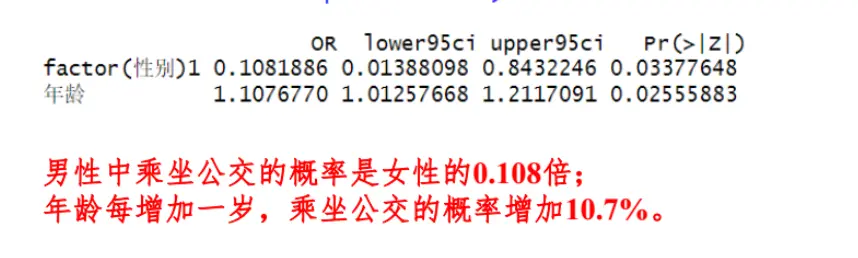 OR lower95ci upper95ci Pr(>|Z|)
factor(性别)1 0.1081886 0.01388098 0.8432246 0.03377648
年龄 1.1076770 1.01257668 1.2117091 0.02555883
男性中乘坐公交的概率是女性的0.108倍；
年龄每增加一岁，乘坐公交的概率增加10.7%。